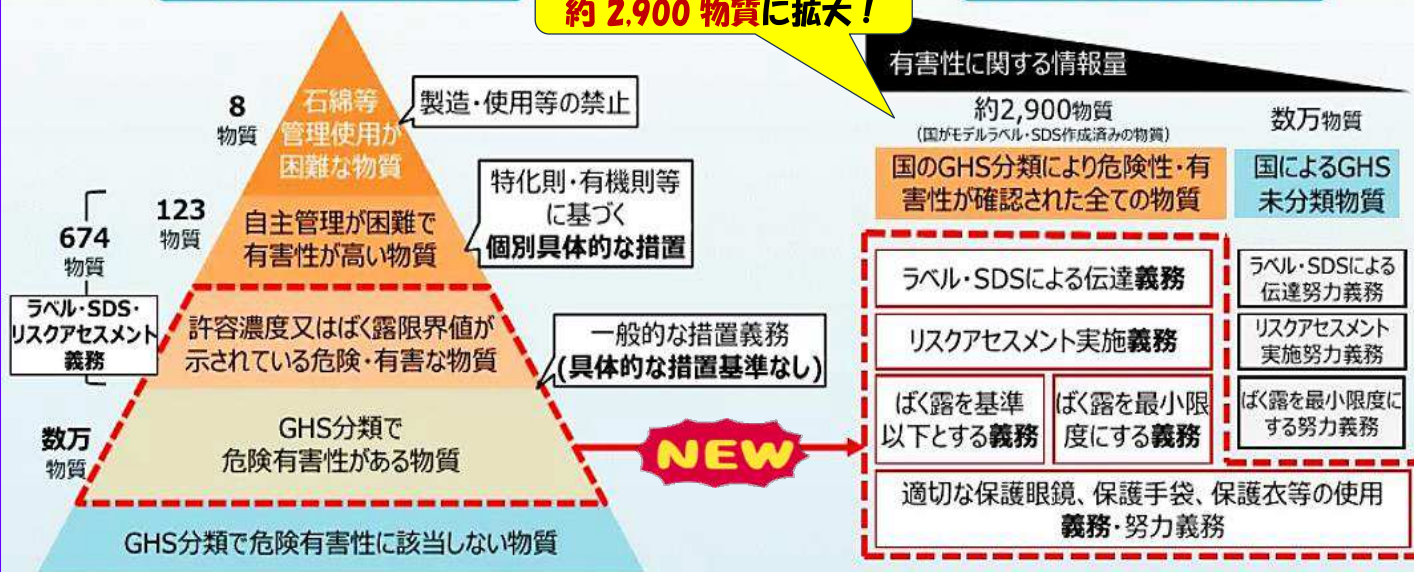 約 2,900 物質に拡大！
8
物質
石綿等
管理使用が
困難な物質
製造・使用等の禁止
674
物質
123
物質
自主管理が困難で
有害性が高い物質
特化則・有機則等
に基づく
個別具体的な措置
ラベル・SDS・
リスクアセスメント
義務
許容濃度又はばく露限界値が
示されている危険・有害な物質
一般的な措置義務
(具体的な措置基準なし)
数万
物質
GHS分類で
危険有害性がある物質
NEW
GHS分類で危険有害性に該当しない物質
有害性に関する情報量
約2,900物質
(国がモデルラベル・SDS作成済みの物質)
数万物質
国のGHS分類により危険性・有
害性が確認された全ての物質
国によるGHS
未分類物質
ラベル・SDSによる伝達義務
ラベル・SDSによる
伝達努力義務
リスクアセスメント実施義務
リスクアセスメント
実施努力義務
ばく露を基準
以下とする義務
ばく露を最小限
度にする義務
ばく露を最小限度に
する努力義務
適切な保護眼鏡、保護手袋、保護衣等の使用
義務・努力義務